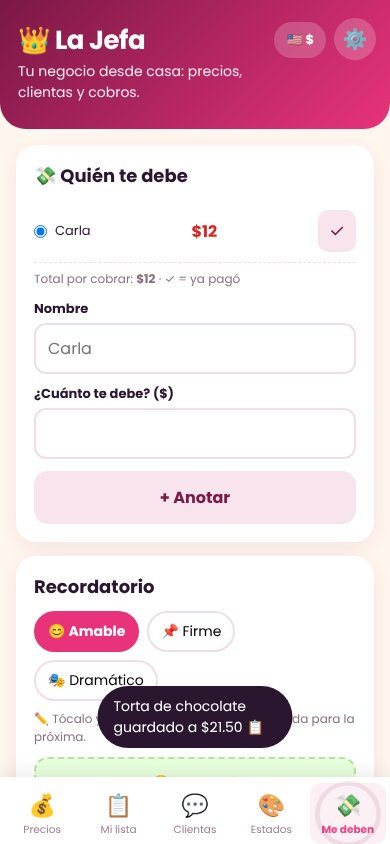 👑 La Jefa
🇺🇸 $
⚙️
Tu negocio desde casa: precios,
clientas y cobros.
💸 Quién te debe
Carla
$12
✓
Total por cobrar: $12 · ✓ = ya pagó
Nombre
Carla
¿Cuánto te debe? ($)
+ Anotar
Recordatorio
😊 Amable
📌 Firme
🎭 Dramático
✏️ Tócalo
da para la
próxima.
Torta de chocolate
guardado a $21.50 📋
Precios
Mi lista
Clientas
Estados
Me deben